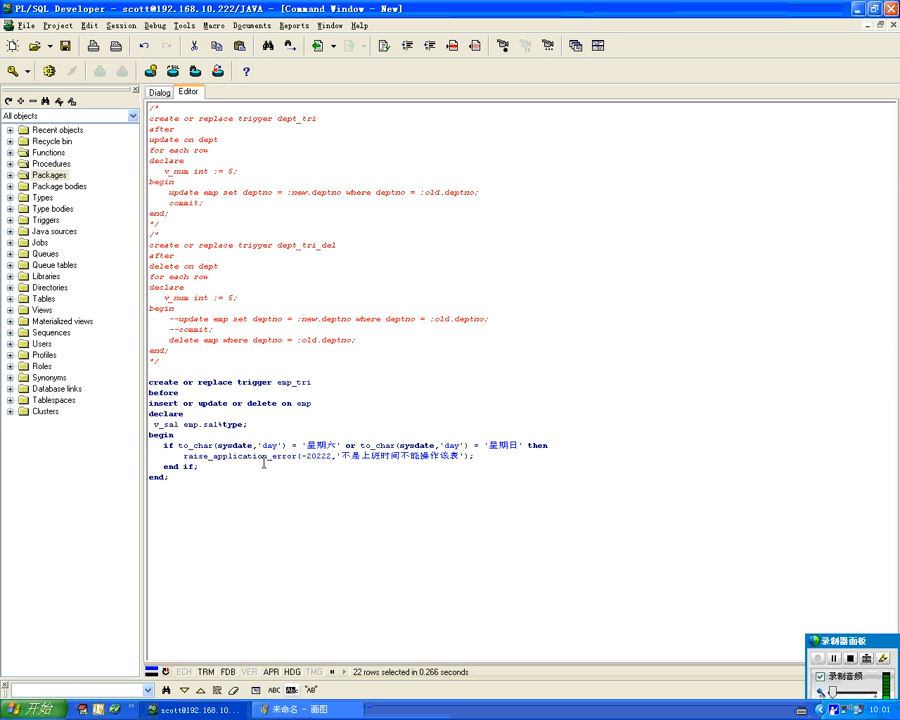 PL/SQL Developer - scott@192.168.10.222/JAVA - [Command Window - New]
File Project Edit Session Debug Tools Macro Documents Reports Window Help
All objects
Recent objects
Recycle bin
Functions
Procedures
Packages
Package bodies
Types
Type bodies
Triggers
Java sources
Jobs
Queues
Queue tables
Libraries
Directories
Tables
Views
Materialized views
Sequences
Users
Profiles
Roles
Synonyms
Database links
Tablespaces
Clusters
Dialog Editor
/*
create or replace trigger dept_tri
after
update on dept
for each row
declare
v_num int := 5;
begin
update emp set deptno = :new.deptno where deptno = :old.deptno;
commit;
end;
*/
/*
create or replace trigger dept_tri_del
after
delete on dept
for each row
declare
v_num int := 5;
begin
--update emp set deptno = :new.deptno where deptno = :old.deptno;
--commit;
delete emp where deptno = :old.deptno;
end;
*/
create or replace trigger emp_tri
before
insert or update or delete on emp
declare
v_sal emp.sal%type;
begin
if to_char(sysdate,'day') = '星期六' or to_char(sysdate,'day') = '星期日' then
raise_application_error(-20222,'不是上班时间不能操作该表');
end if;
end;
ECH TRM FDB VER APR HDG TMG 22 rows selected in 0.266 seconds
ABC "AB"
录制器面板
录制音频
开始 scott@192.168.10... 未命名 - 画图 10:01